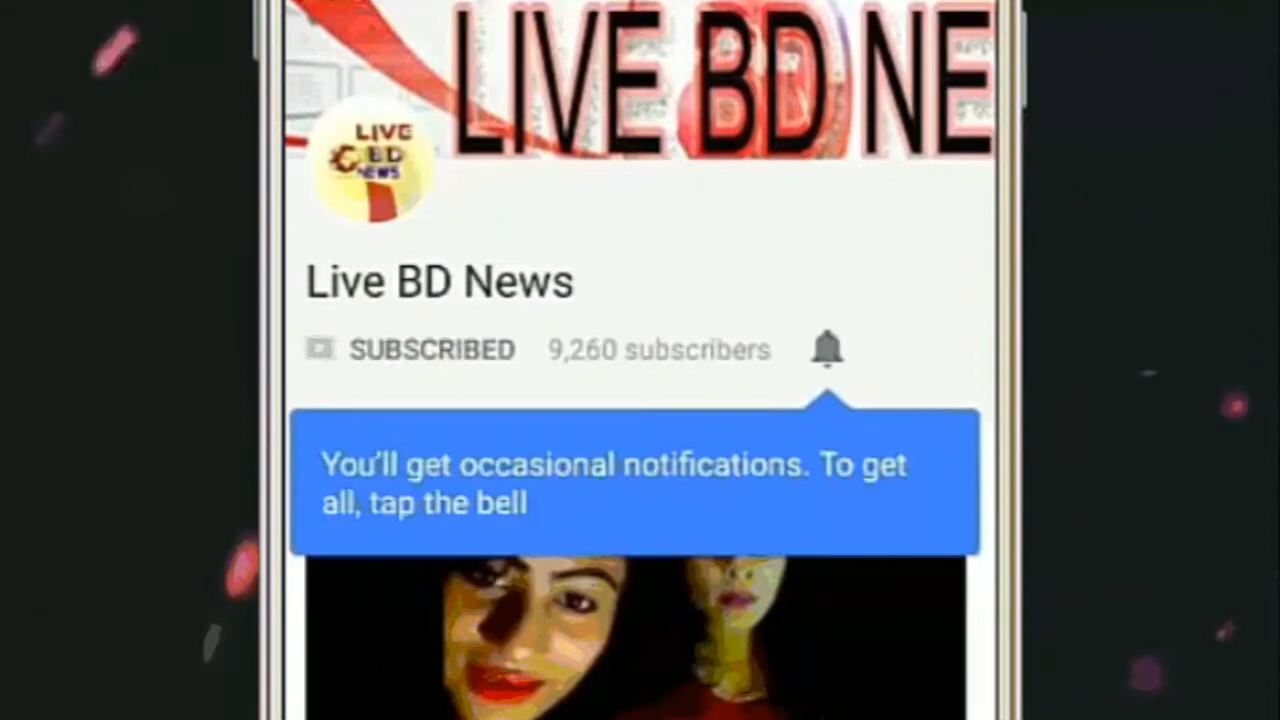 LIVE BD NE
LIVE
BD
NEWS
Live BD News
SUBSCRIBED 9,260 subscribers
You'll get occasional notifications. To get
all, tap the bell